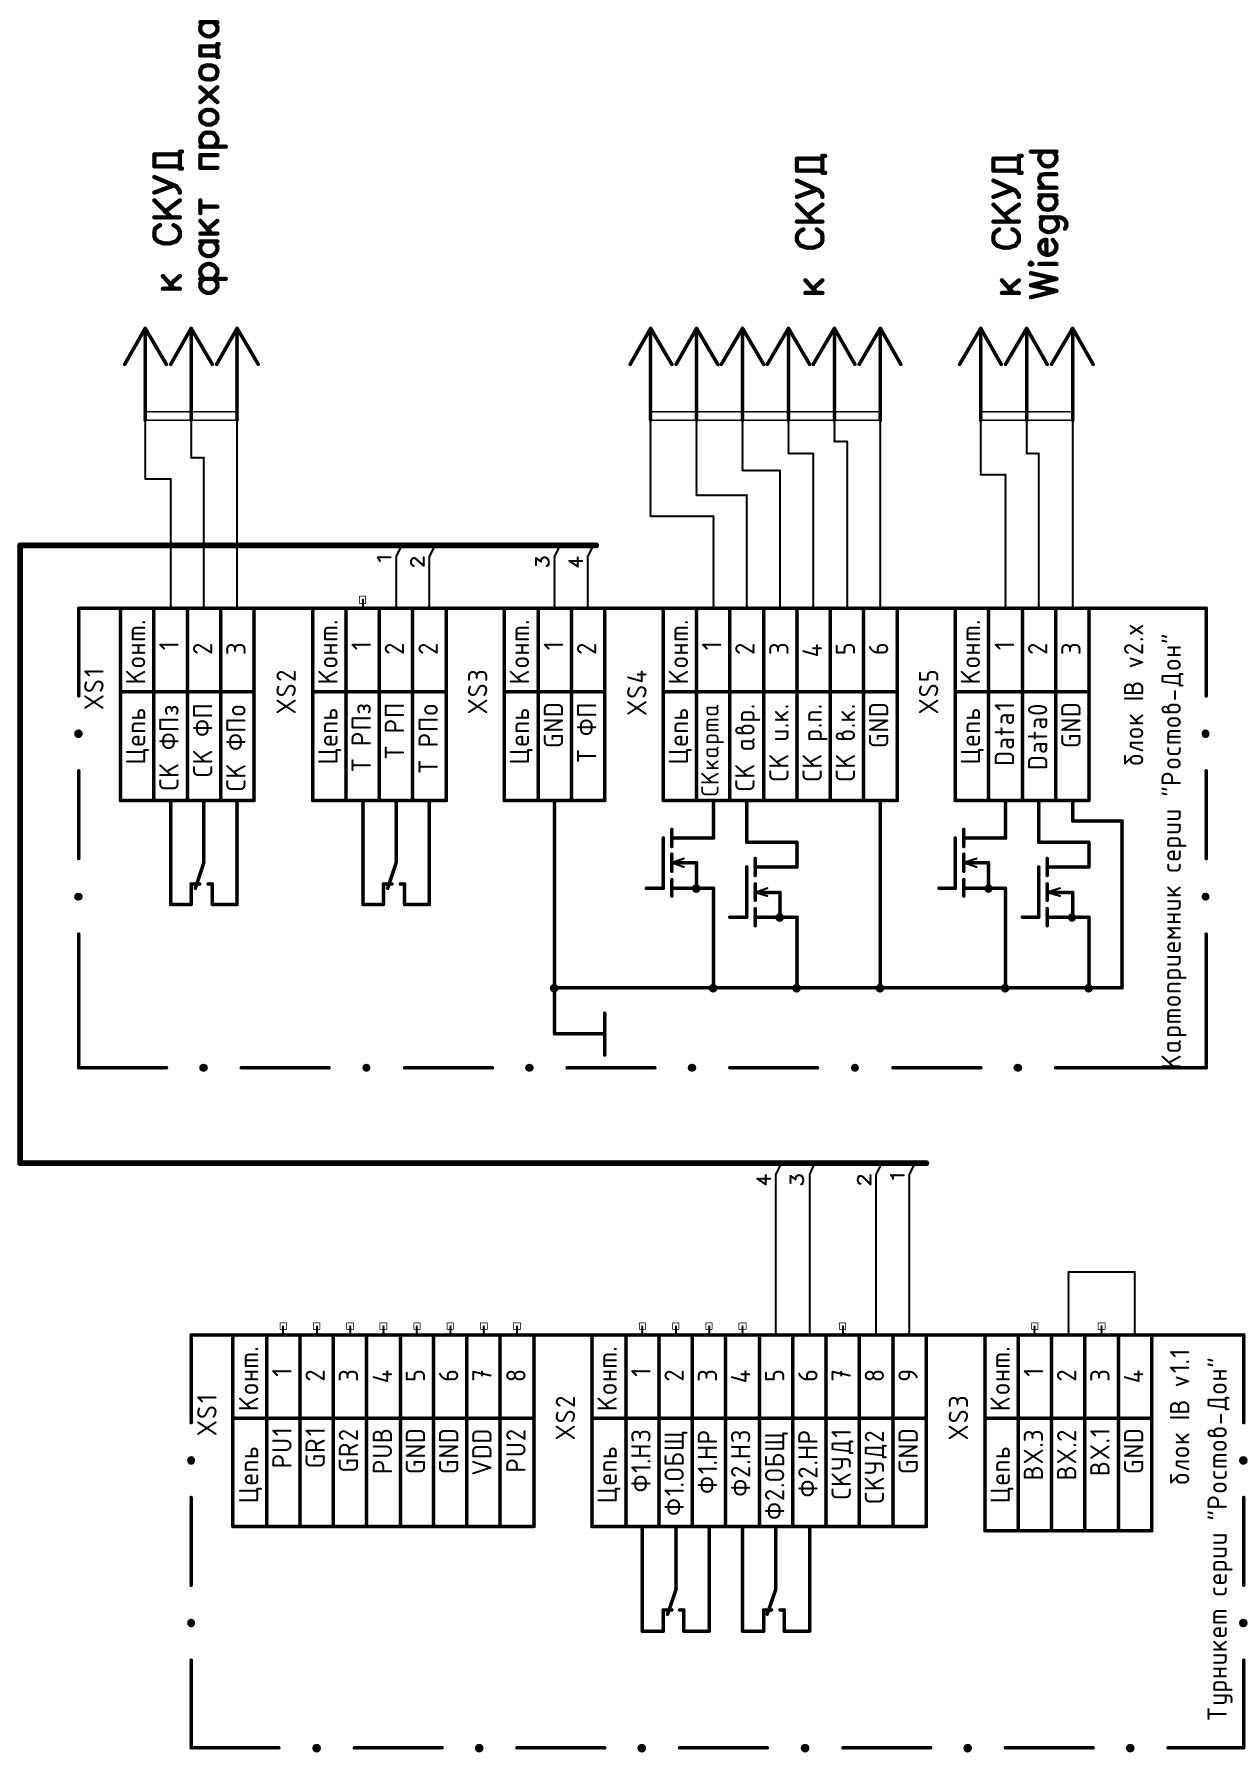 к СКУД
факт прохода
к СКУД
к СКУД
Wiegand
1
2
3
4
XS1
Цепь Конт.
СК ФПз 1
СК ФП 2
СК ФПо 3
XS2
Цепь Конт.
Т РПз 1
Т РП 2
Т РПо 2
XS3
Цепь Конт.
GND 1
Т ФП 2
XS4
Цепь Конт.
СКкарта 1
СК авр. 2
СК и.к. 3
СК р.п. 4
СК в.к. 5
GND 6
XS5
Цепь Конт.
Data1 1
Data0 2
GND 3
блок IB v2.x
Картоприемник серии "Ростов-Дон"
4
3
2
1
XS1
Цепь Конт.
PU1 1
GR1 2
GR2 3
PUB 4
GND 5
GND 6
VDD 7
PU2 8
XS2
Цепь Конт.
Ф1.НЗ 1
Ф1.ОБЩ 2
Ф1.НР 3
Ф2.НЗ 4
Ф2.ОБЩ 5
Ф2.НР 6
СКУД1 7
СКУД2 8
GND 9
XS3
Цепь Конт.
ВХ.3 1
ВХ.2 2
ВХ.1 3
GND 4
блок IB v1.1
Турникет серии "Ростов-Дон"